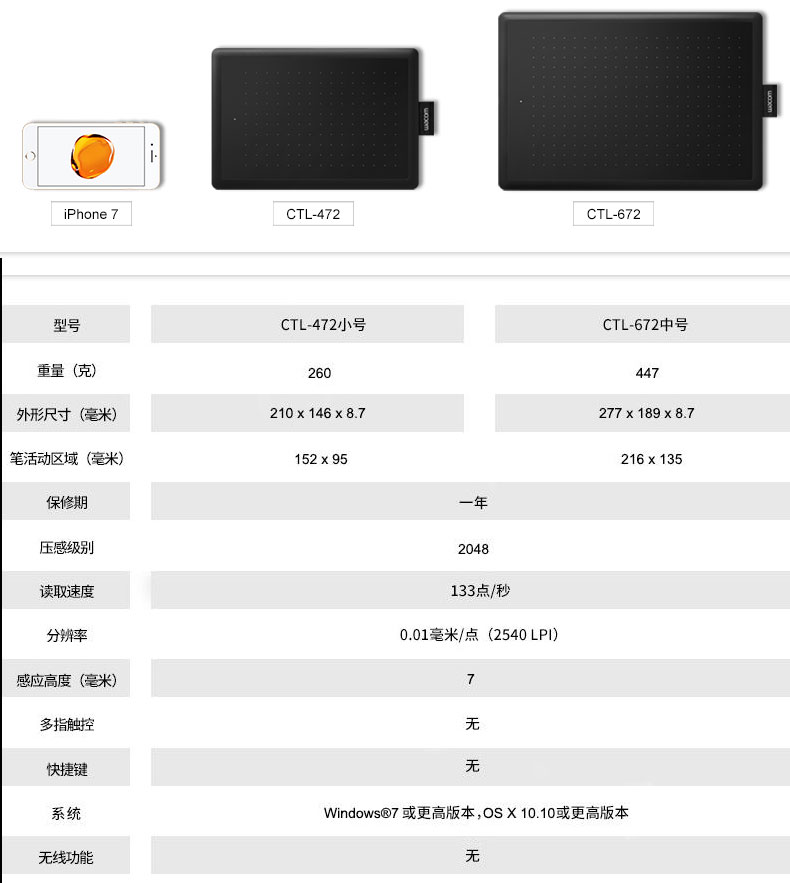 wacom
wacom
iPhone 7
CTL-472
CTL-672
型号 CTL-472小号 CTL-672中号
重量（克） 260 447
外形尺寸（毫米） 210 x 146 x 8.7 277 x 189 x 8.7
笔活动区域（毫米） 152 x 95 216 x 135
保修期 一年
压感级别 2048
读取速度 133点/秒
分辨率 0.01毫米/点（2540 LPI）
感应高度（毫米） 7
多指触控 无
快捷键 无
系统 Windows®7 或更高版本,OS X 10.10或更高版本
无线功能 无